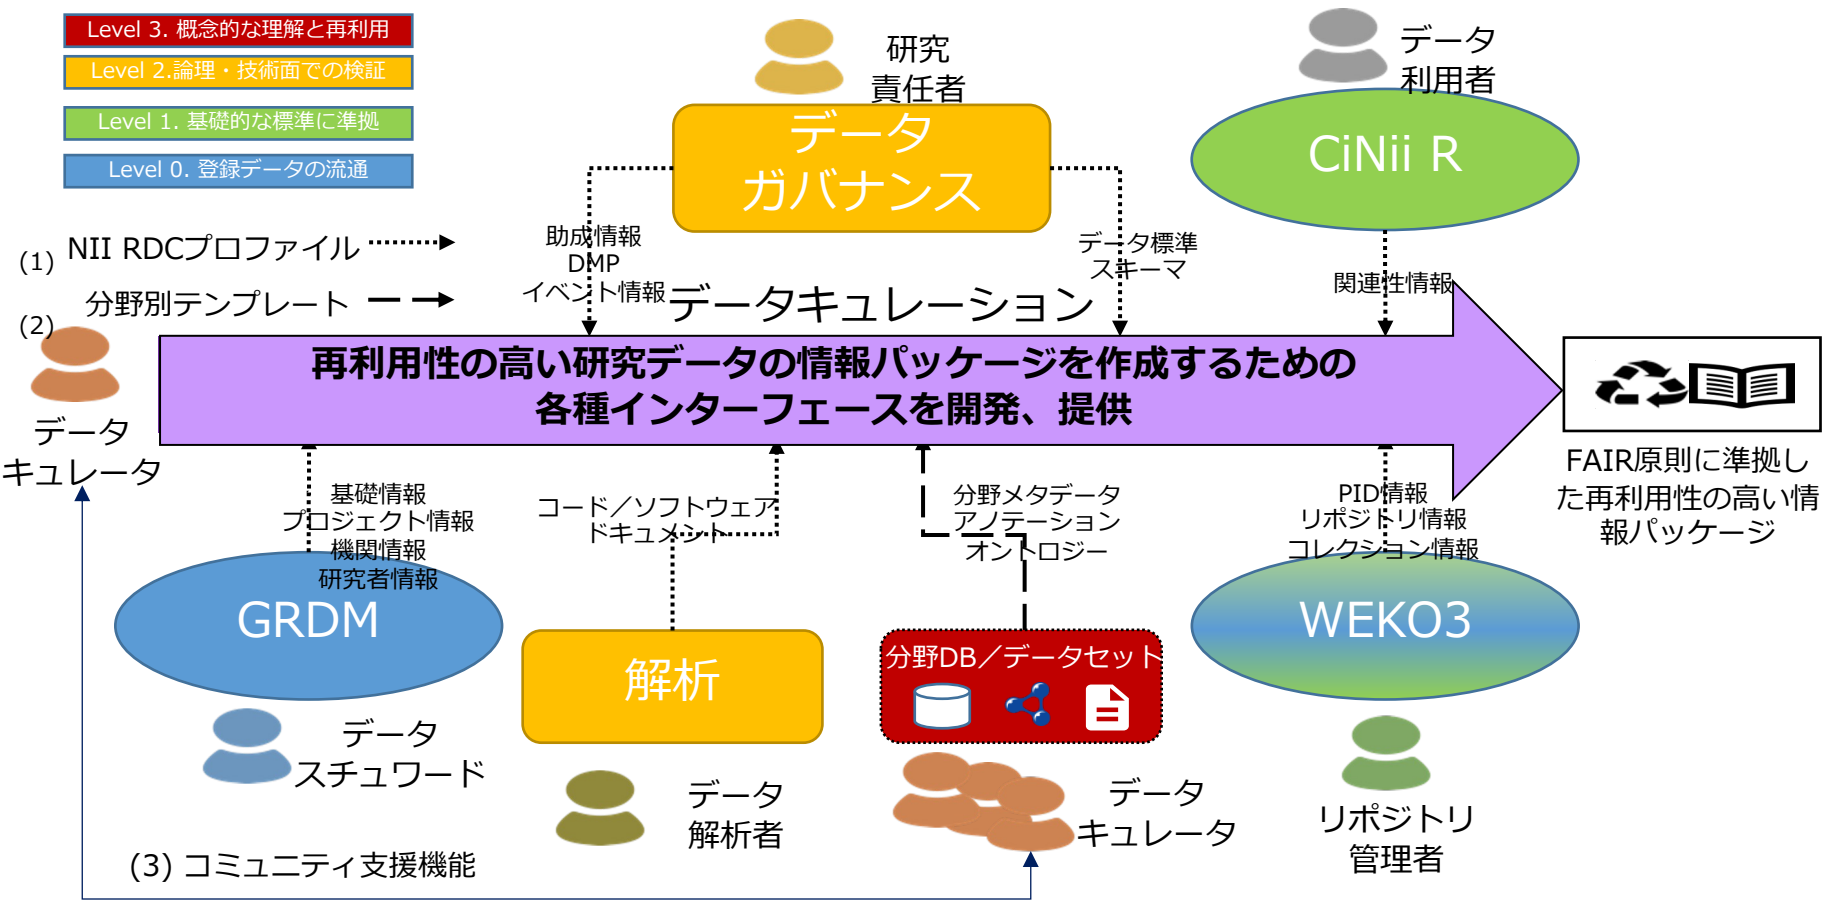 Level 3. 概念的な理解と再利用
Level 2.論理・技術面での検証
Level 1. 基礎的な標準に準拠
Level 0. 登録データの流通
研究
責任者
データ
利用者
データ
ガバナンス
CiNii R
(1) NII RDCプロファイル
(2) 分野別テンプレート
助成情報
DMP
イベント情報
データ標準
スキーマ
関連性情報
データキュレーション
再利用性の高い研究データの情報パッケージを作成するための
各種インターフェースを開発、提供
データ
キュレータ
FAIR原則に準拠し
た再利用性の高い情
報パッケージ
基礎情報
プロジェクト情報
機関情報
研究者情報
コード／ソフトウェア
ドキュメント
分野メタデータ
アノテーション
オントロジー
PID情報
リポジトリ情報
コレクション情報
GRDM
解析
分野DB／データセット
WEKO3
データ
スチュワード
データ
解析者
データ
キュレータ
リポジトリ
管理者
(3) コミュニティ支援機能